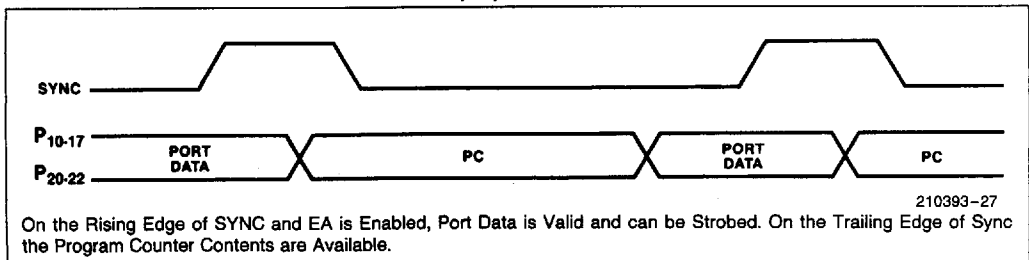 SYNC
P10-17
PORT
DATA
PC
PORT
DATA
PC
P20-22
210393-27
On the Rising Edge of SYNC and EA is Enabled, Port Data is Valid and can be Strobed. On the Trailing Edge of Sync
the Program Counter Contents are Available.